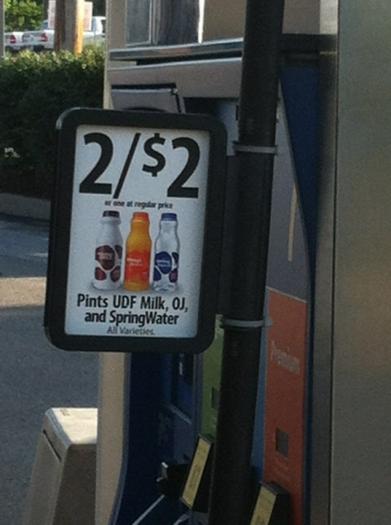 2/$2
or one at regular price
Pints UDF Milk, OJ,
and SpringWater
All Varieties.
Premium